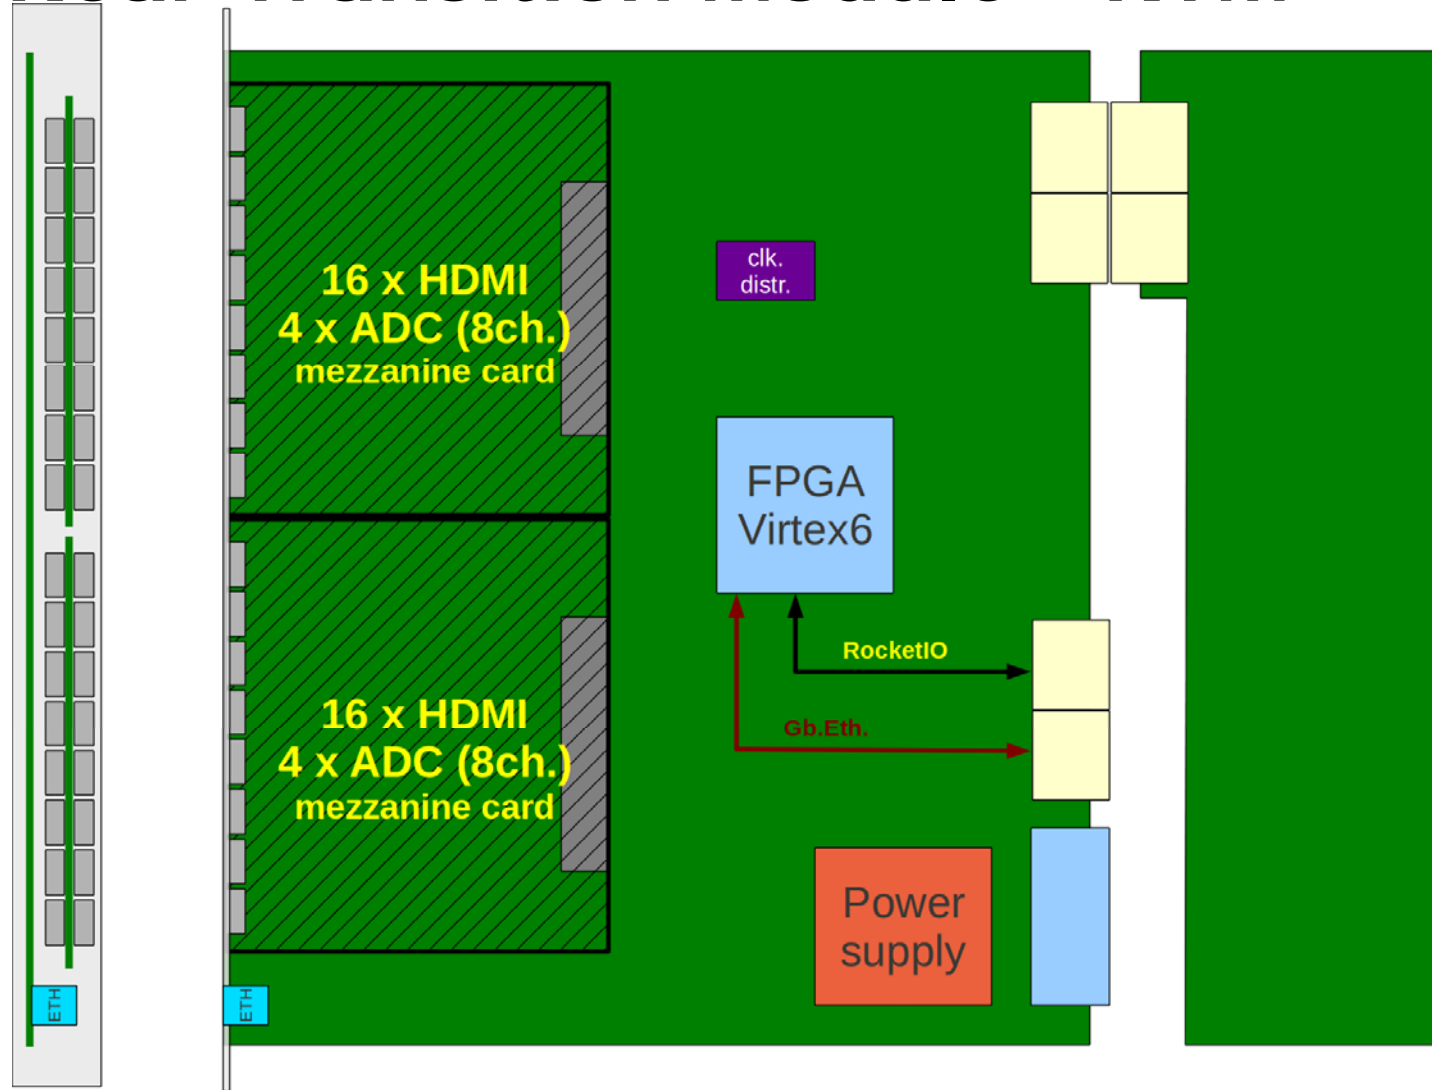 16 x HDMI
4 x ADC (8ch.)
mezzanine card
clk.
distr.
FPGA
Virtex6
RocketIO
Gb.Eth.
16 x HDMI
4 x ADC (8ch.)
mezzanine card
Power
supply
ETH
ETH